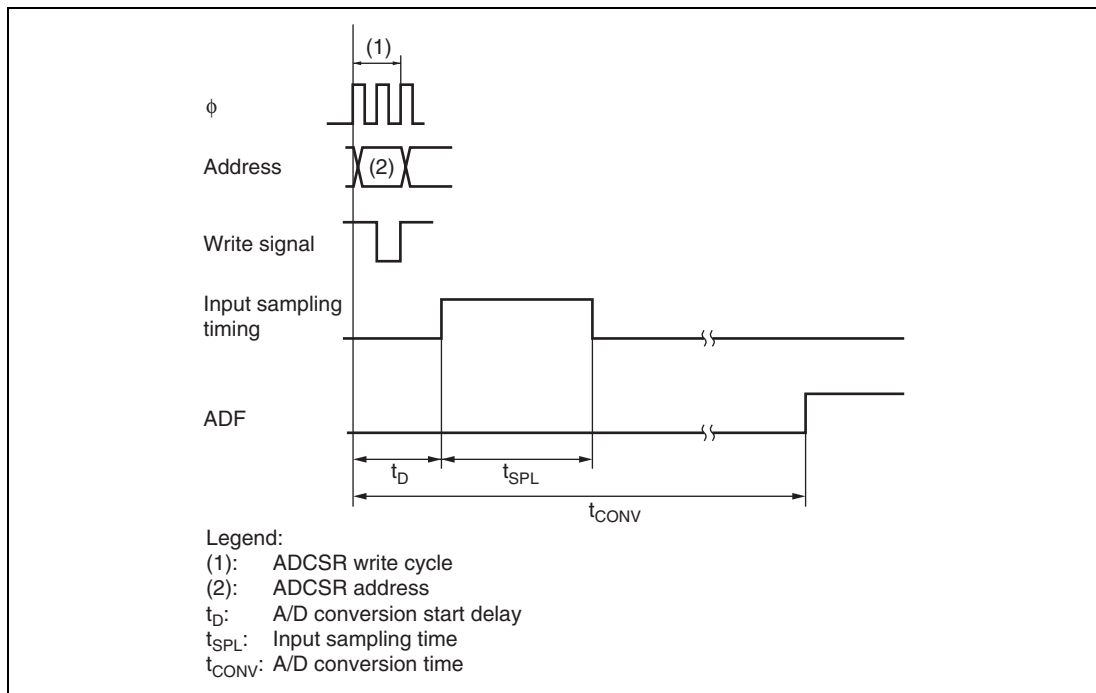 (1)
ϕ
Address
(2)
Write signal
Input sampling
timing
ADF
tD
tSPL
tCONV
Legend:
(1): ADCSR write cycle
(2): ADCSR address
tD: A/D conversion start delay
tSPL: Input sampling time
tCONV: A/D conversion time